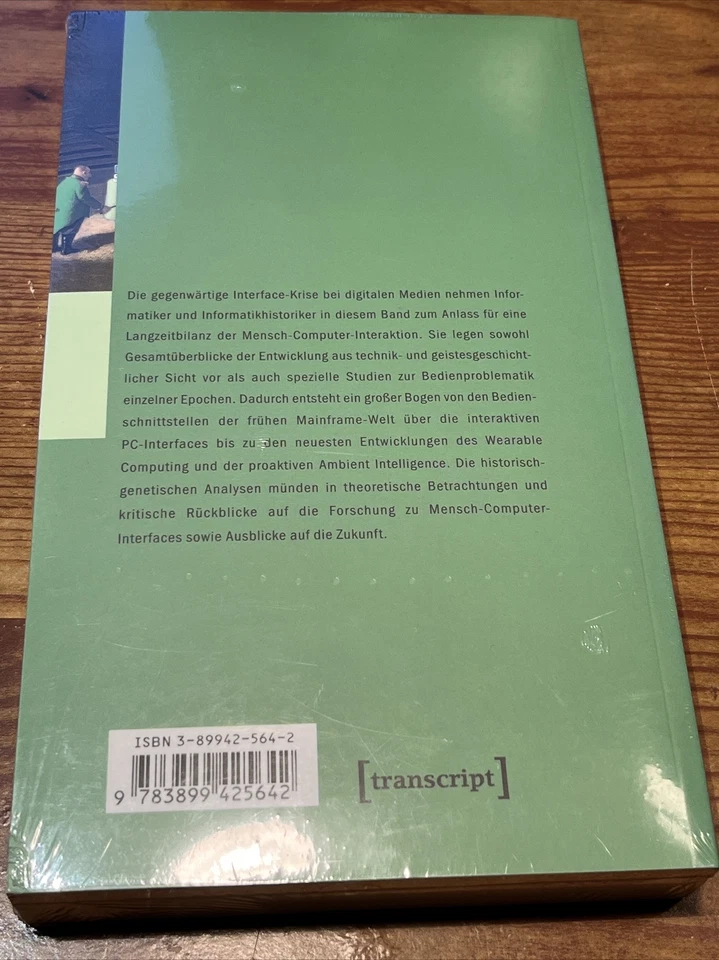 Die gegenwärtige Interface-Krise bei digitalen Medien nehmen Infor-
matiker und Informatikhistoriker in diesem Band zum Anlass für eine
Langzeitbilanz der Mensch-Computer-Interaktion. Sie legen sowohl
Gesamtüberblicke der Entwicklung aus technik- und geistesgeschicht-
licher Sicht vor als auch spezielle Studien zur Bedienproblematik
einzelner Epochen. Dadurch entsteht ein großer Bogen von den Bedien-
schnittstellen der frühen Mainframe-Welt über die interaktiven
PC-Interfaces bis zu den neuesten Entwicklungen des Wearable
Computing und der proaktiven Ambient Intelligence. Die historisch-
genetischen Analysen münden in theoretische Betrachtungen und
kritische Rückblicke auf die Forschung zu Mensch-Computer-
Interfaces sowie Ausblicke auf die Zukunft.
ISBN 3-89942-564-2
9 783899 425642
[transcript]